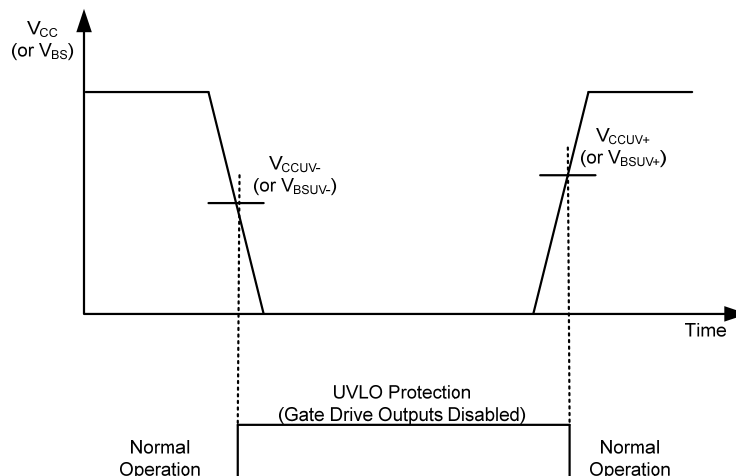 VCC
(or VBS)
VCCUV-
(or VBSUV-)
VCCUV+
(or VBSUV+)
Time
UVLO Protection
(Gate Drive Outputs Disabled)
Normal
Operation
Normal
Operation